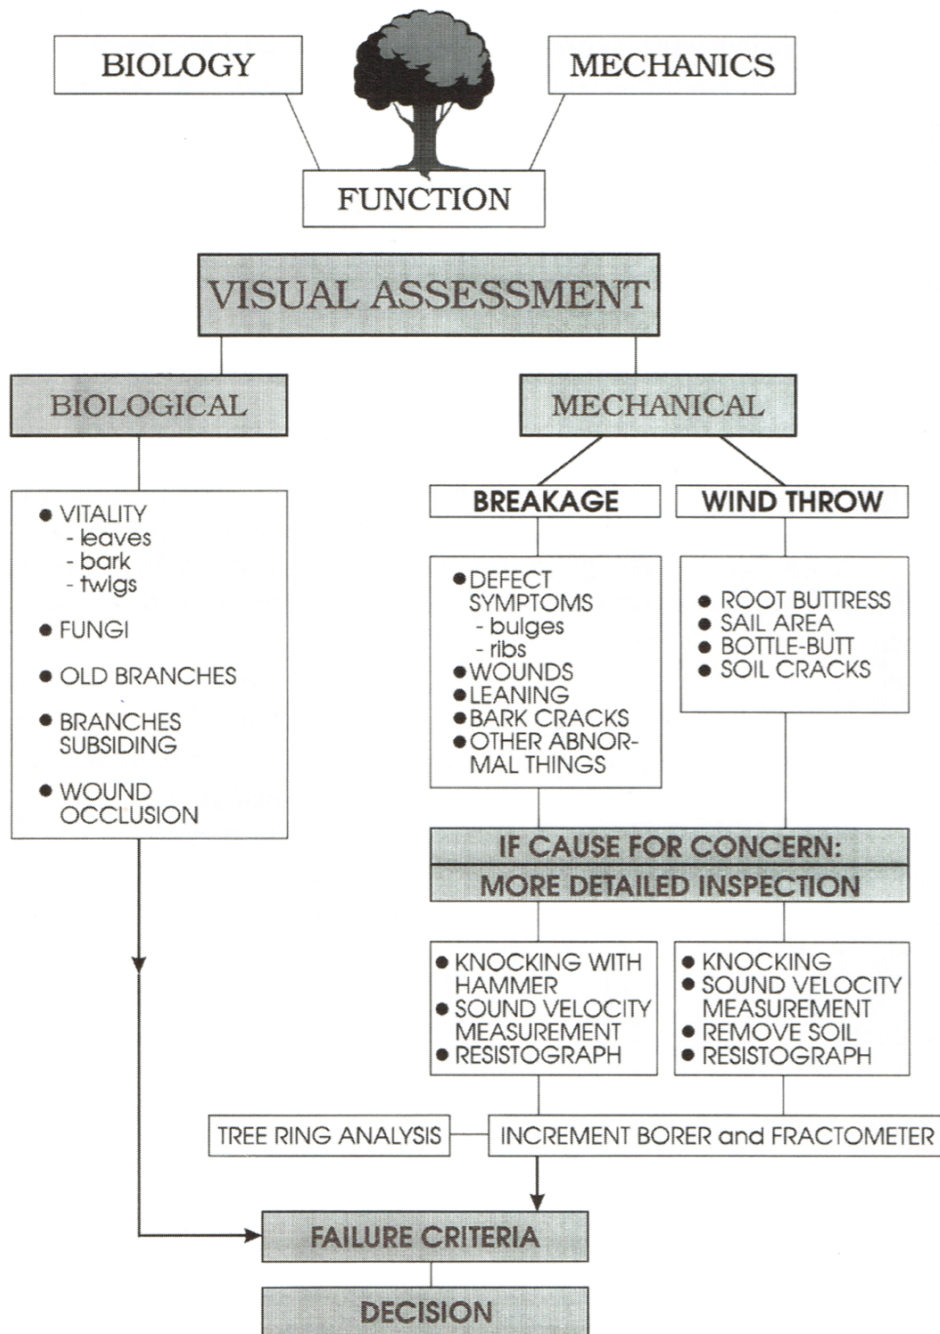 BIOLOGY
MECHANICS
FUNCTION
VISUAL ASSESSMENT
BIOLOGICAL
MECHANICAL
BREAKAGE
WIND THROW
● VITALITY
- leaves
- bark
- twigs
● FUNGI
● OLD BRANCHES
● BRANCHES
SUBSIDING
● WOUND
OCCLUSION
● DEFECT
SYMPTOMS
- bulges
- ribs
● WOUNDS
● LEANING
● BARK CRACKS
● OTHER ABNOR-
MAL THINGS
● ROOT BUTTRESS
● SAIL AREA
● BOTTLE-BUTT
● SOIL CRACKS
IF CAUSE FOR CONCERN:
MORE DETAILED INSPECTION
● KNOCKING WITH
HAMMER
● SOUND VELOCITY
MEASUREMENT
● RESISTOGRAPH
● KNOCKING
● SOUND VELOCITY
MEASUREMENT
● REMOVE SOIL
● RESISTOGRAPH
TREE RING ANALYSIS
INCREMENT BORER and FRACTOMETER
FAILURE CRITERIA
DECISION